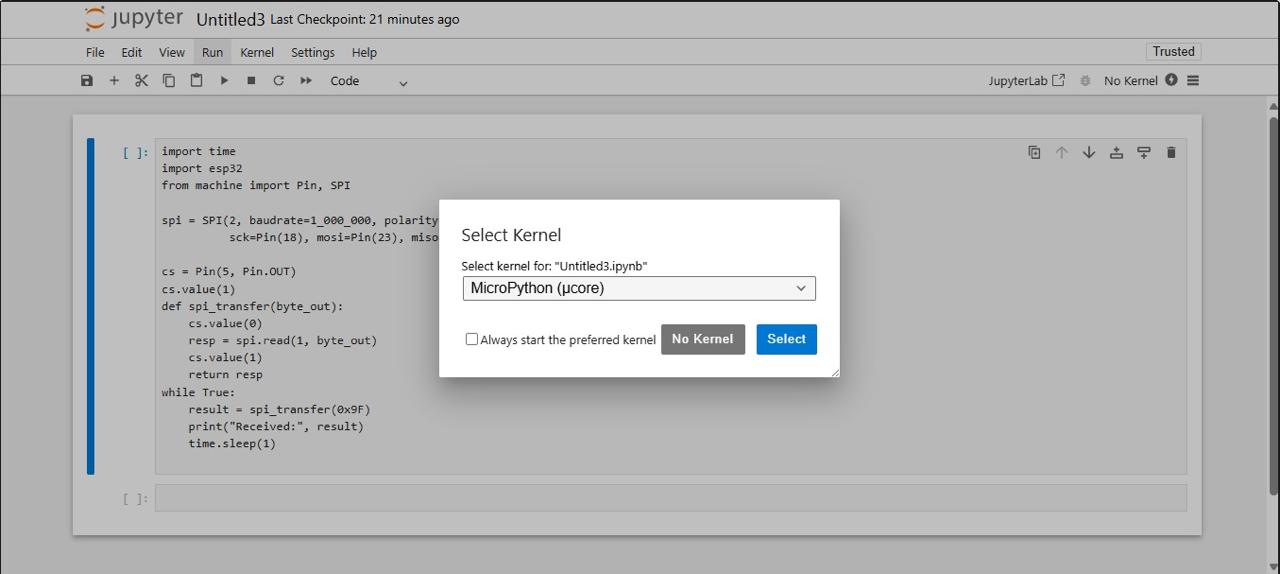 jupyter Untitled3 Last Checkpoint: 21 minutes ago
File Edit View Run Kernel Settings Help Trusted
Code JupyterLab No Kernel
[ ]: import time
import esp32
from machine import Pin, SPI
spi = SPI(2, baudrate=1_000_000, polarity
sck=Pin(18), mosi=Pin(23), miso
cs = Pin(5, Pin.OUT)
cs.value(1)
def spi_transfer(byte_out):
    cs.value(0)
    resp = spi.read(1, byte_out)
    cs.value(1)
    return resp
while True:
    result = spi_transfer(0x9F)
    print("Received:", result)
    time.sleep(1)
[ ]:
Select Kernel
Select kernel for: "Untitled3.ipynb"
MicroPython (μcore)
Always start the preferred kernel No Kernel Select